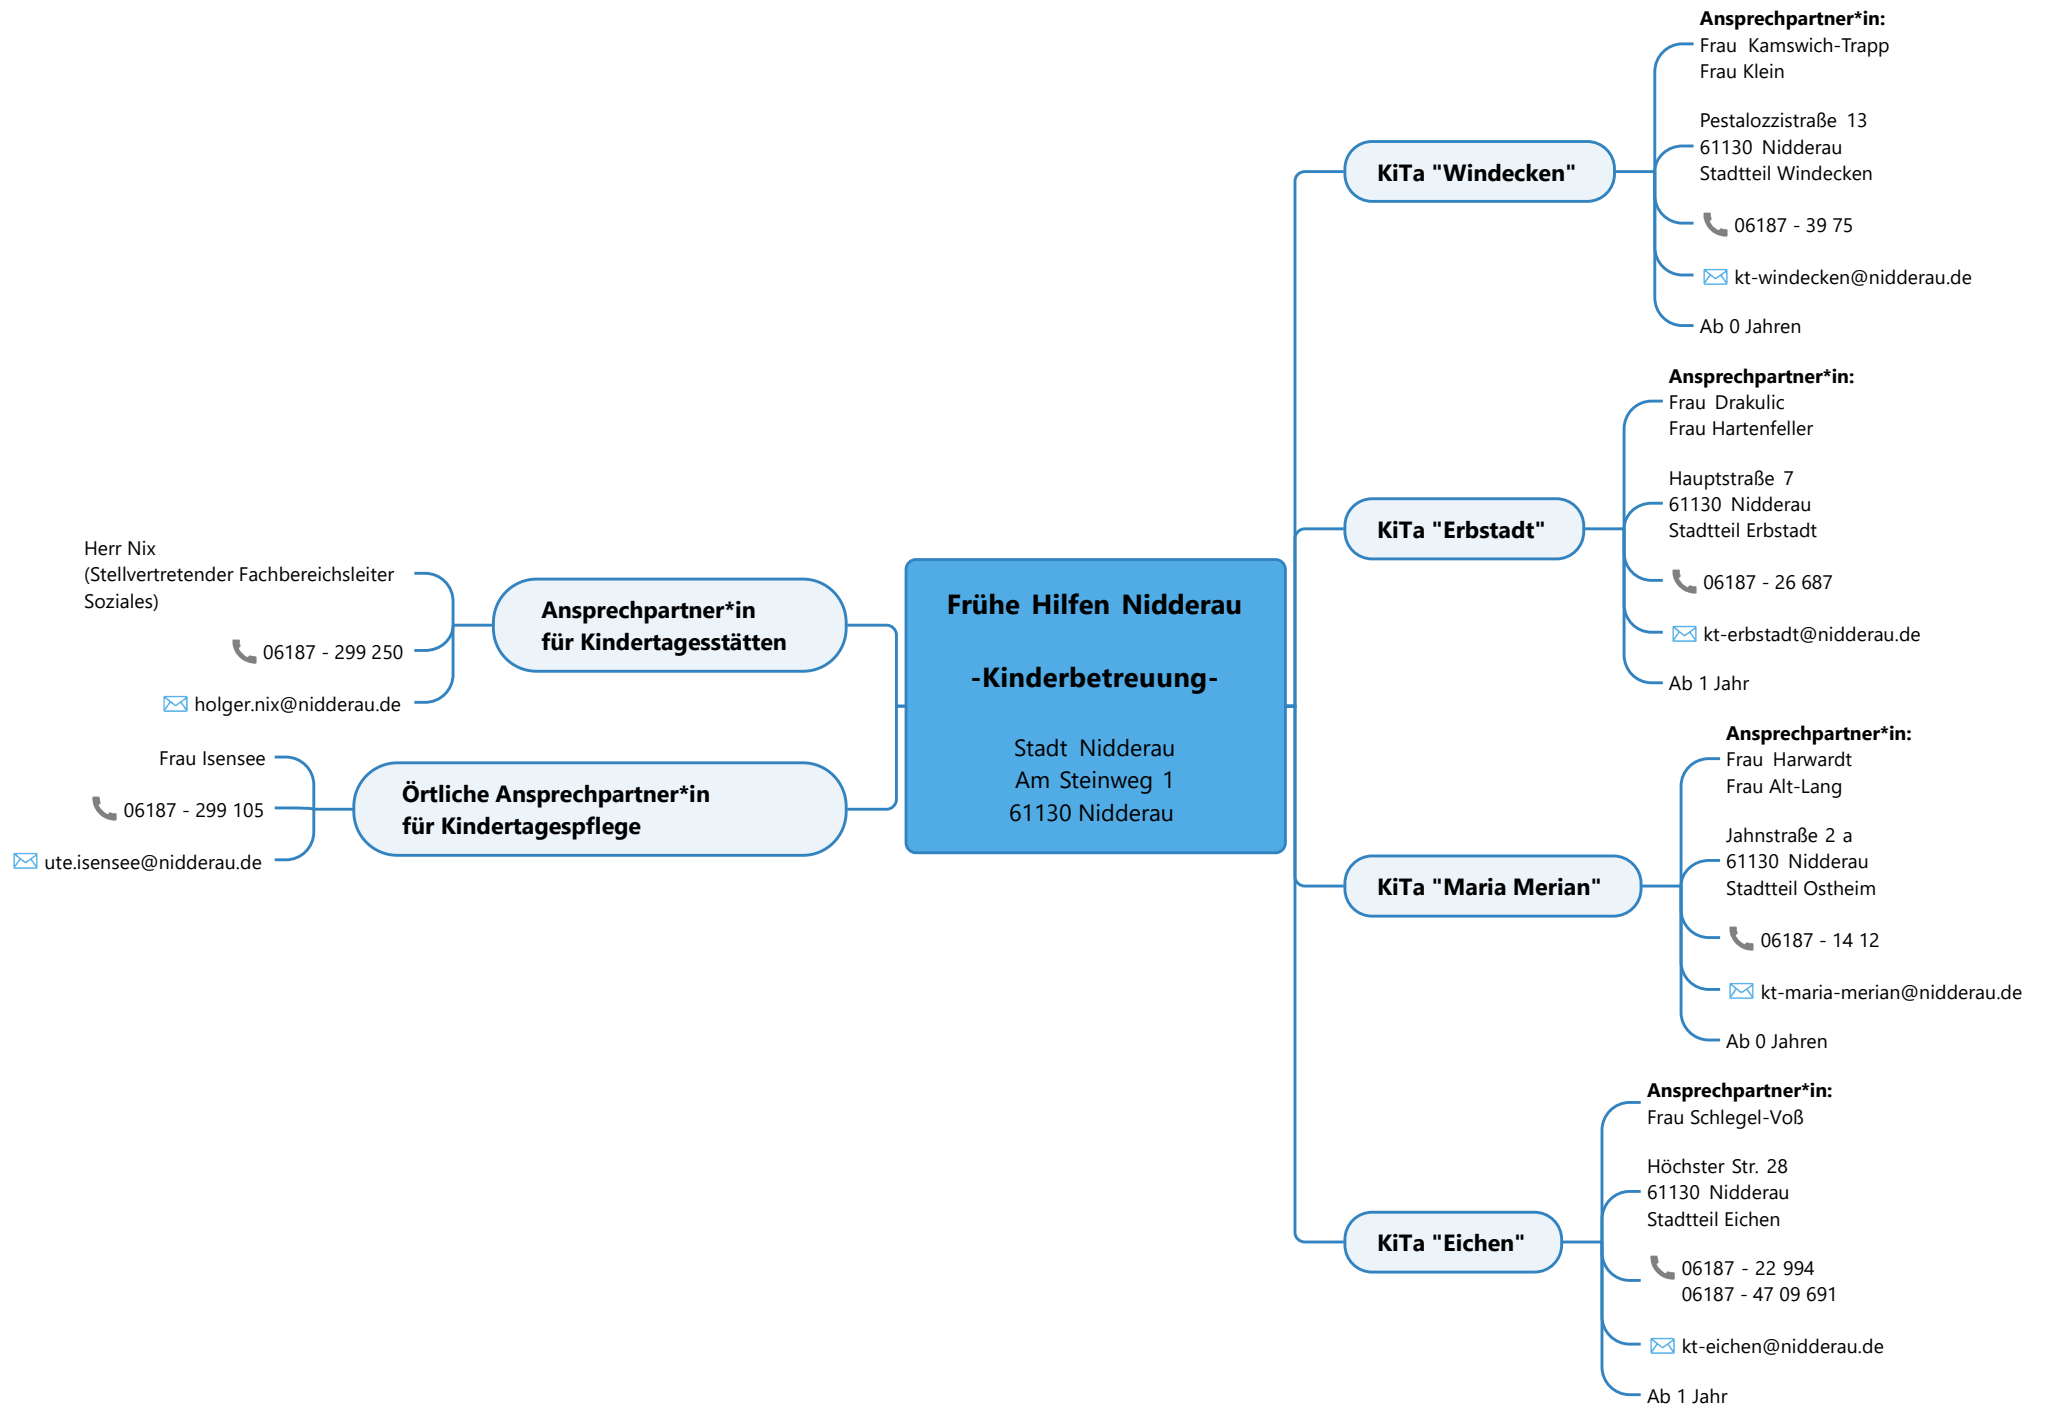 Frühe Hilfen Nidderau
-Kinderbetreuung-
Stadt Nidderau
Am Steinweg 1
61130 Nidderau
Ansprechpartner*in
für Kindertagesstätten
Herr Nix
(Stellvertretender Fachbereichsleiter
Soziales)
06187 - 299 250
holger.nix@nidderau.de
Örtliche Ansprechpartner*in
für Kindertagespflege
Frau Isensee
06187 - 299 105
ute.isensee@nidderau.de
KiTa "Windecken"
Ansprechpartner*in:
Frau Kamswich-Trapp
Frau Klein
Pestalozzistraße 13
61130 Nidderau
Stadtteil Windecken
06187 - 39 75
kt-windecken@nidderau.de
Ab 0 Jahren
KiTa "Erbstadt"
Ansprechpartner*in:
Frau Drakulic
Frau Hartenfeller
Hauptstraße 7
61130 Nidderau
Stadtteil Erbstadt
06187 - 26 687
kt-erbstadt@nidderau.de
Ab 1 Jahr
KiTa "Maria Merian"
Ansprechpartner*in:
Frau Harwardt
Frau Alt-Lang
Jahnstraße 2 a
61130 Nidderau
Stadtteil Ostheim
06187 - 14 12
kt-maria-merian@nidderau.de
Ab 0 Jahren
KiTa "Eichen"
Ansprechpartner*in:
Frau Schlegel-Voß
Höchster Str. 28
61130 Nidderau
Stadtteil Eichen
06187 - 22 994
06187 - 47 09 691
kt-eichen@nidderau.de
Ab 1 Jahr